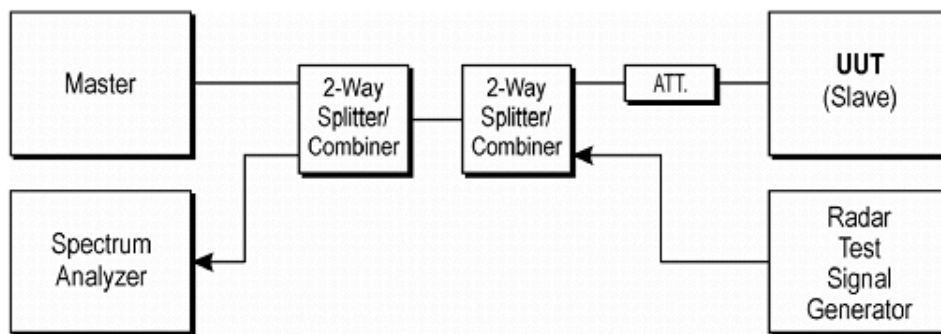 Master
2-Way
Splitter/
Combiner
2-Way
Splitter/
Combiner
ATT.
UUT
(Slave)
Spectrum
Analyzer
Radar
Test
Signal
Generator